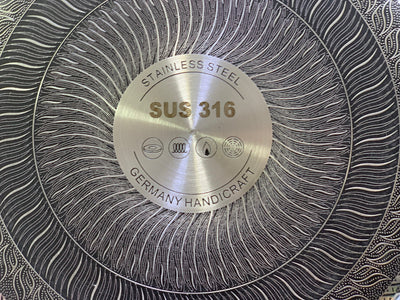 STAINLESS STEEL
SUS 316
GERMANY HANDICRAFT